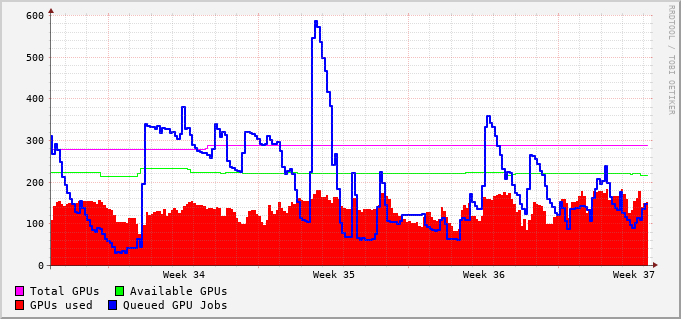 600
500
400
300
200
100
0
Week 34 Week 35 Week 36 Week 37
Total GPUs Available GPUs
GPUs used Queued GPU Jobs
RRDTOOL / TOBI OETIKER